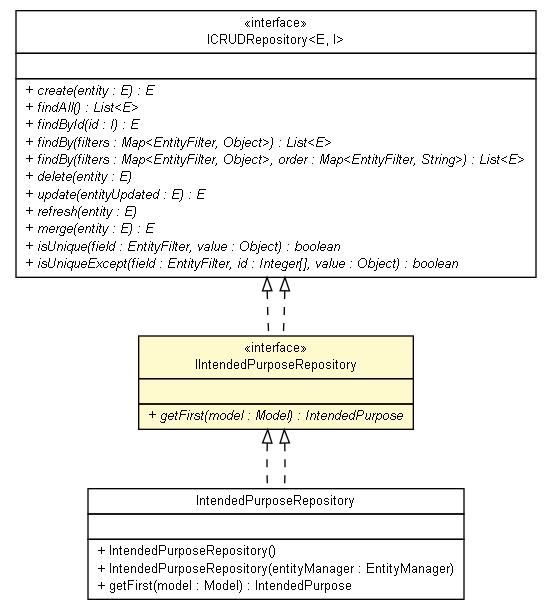 «interface»
ICRUDRepository<E, I>
+ create(entity : E) : E
+ findAll() : List<E>
+ findById(id : I) : E
+ findBy(filters : Map<EntityFilter, Object>) : List<E>
+ findBy(filters : Map<EntityFilter, Object>, order : Map<EntityFilter, String>) : List<E>
+ delete(entity : E)
+ update(entityUpdated : E) : E
+ refresh(entity : E)
+ merge(entity : E) : E
+ isUnique(field : EntityFilter, value : Object) : boolean
+ isUniqueExcept(field : EntityFilter, id : Integer[], value : Object) : boolean
«interface»
IIntendedPurposeRepository
+ getFirst(model : Model) : IntendedPurpose
IntendedPurposeRepository
+ IntendedPurposeRepository()
+ IntendedPurposeRepository(entityManager : EntityManager)
+ getFirst(model : Model) : IntendedPurpose